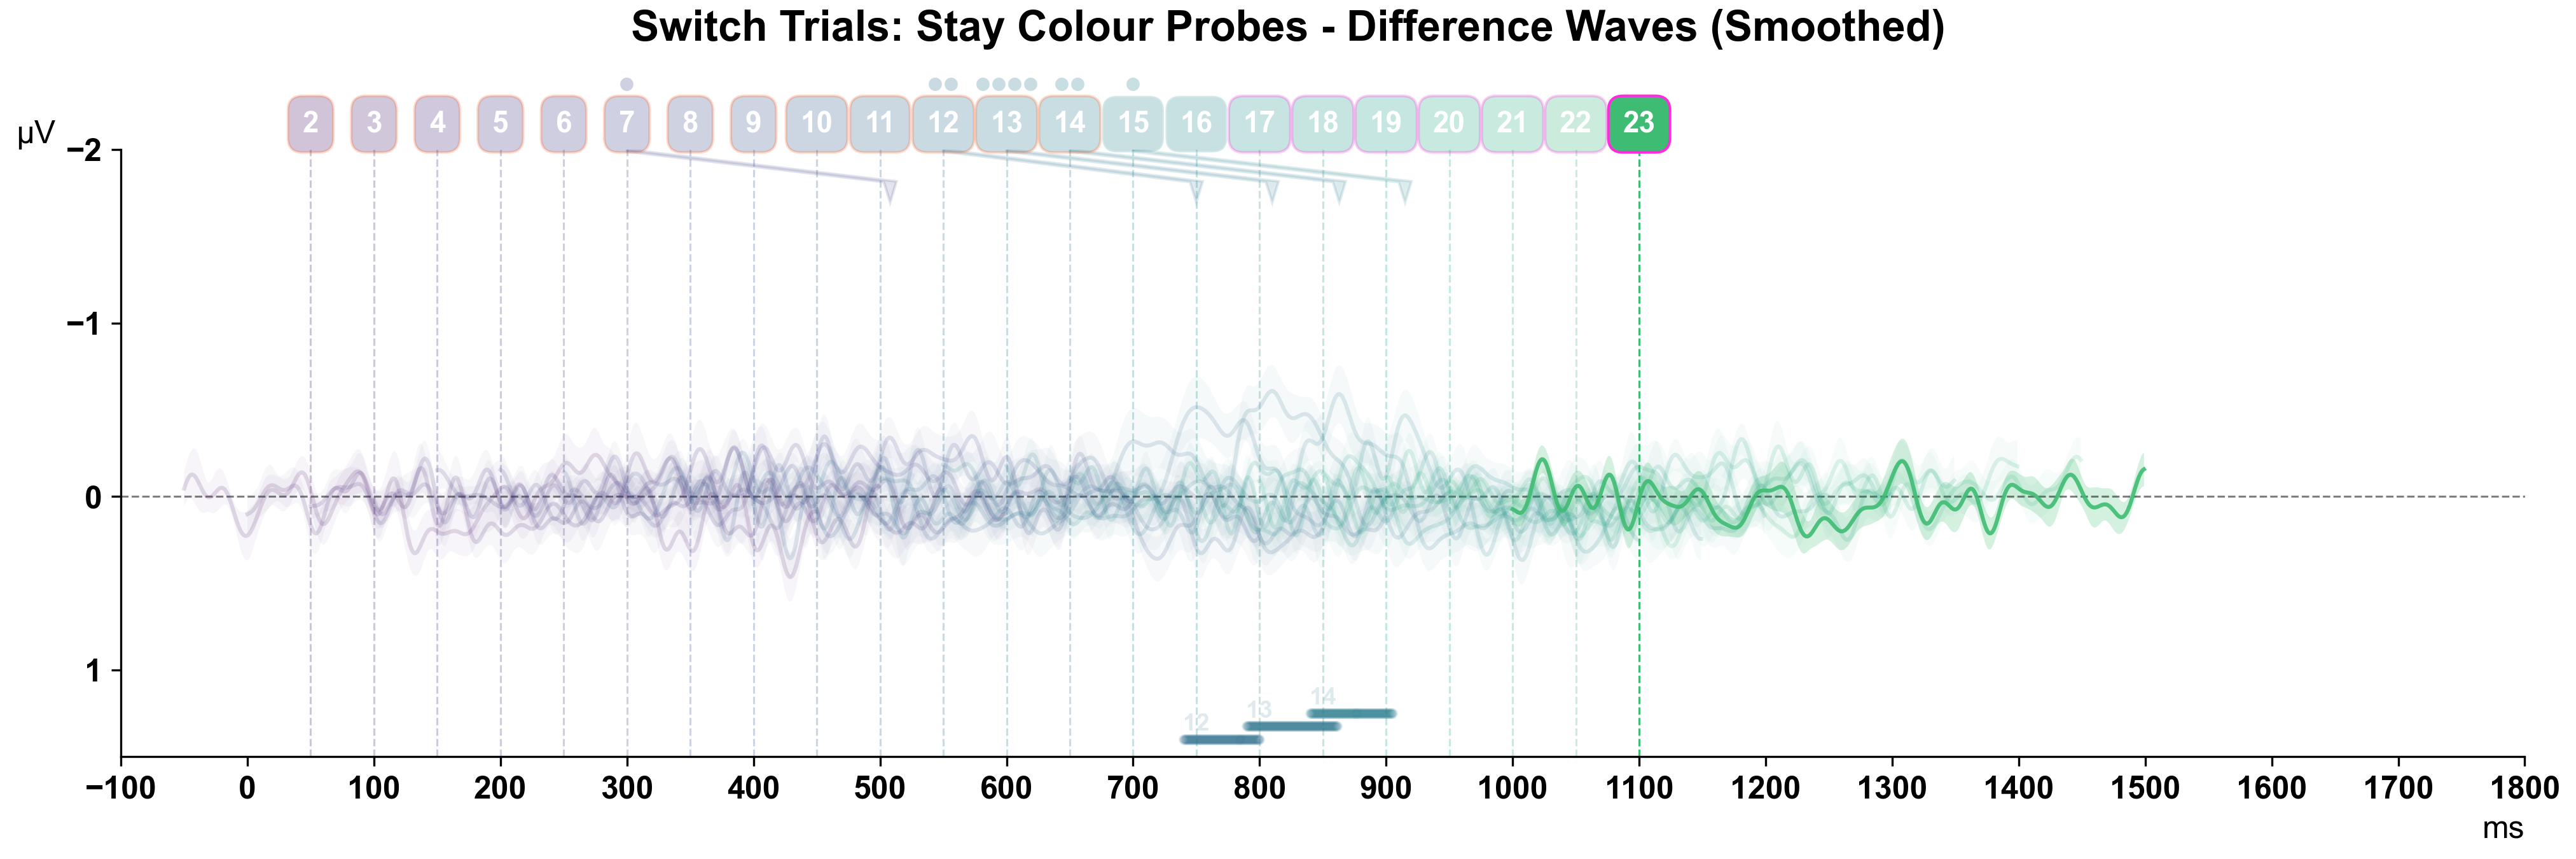 Switch Trials: Stay Colour Probes - Difference Waves (Smoothed)
2 3 4 5 6 7 8 9 10 11 12 13 14 15 16 17 18 19 20 21 22 23
µV
−2
−1
0
1
14
13
12
−100 0 100 200 300 400 500 600 700 800 900 1000 1100 1200 1300 1400 1500 1600 1700 1800
ms